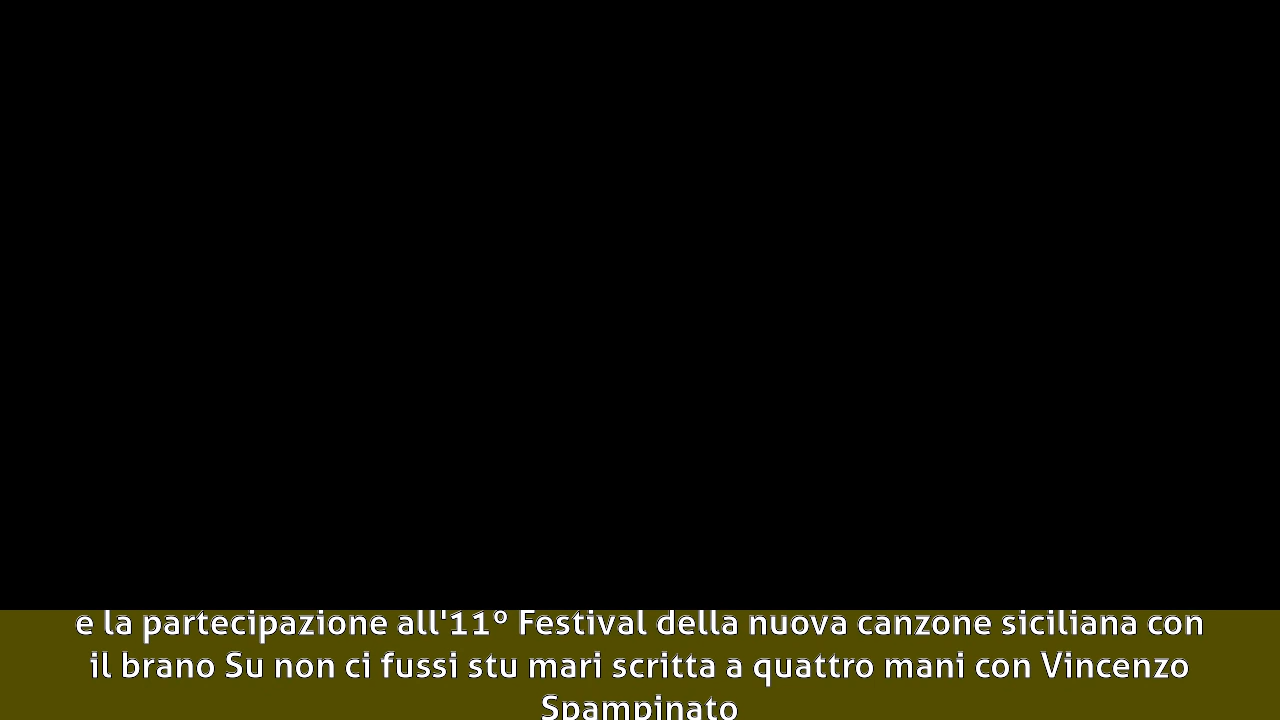 e la partecipazione all'11º Festival della nuova canzone siciliana con
il brano Su non ci fussi stu mari scritta a quattro mani con Vincenzo
Spampinato